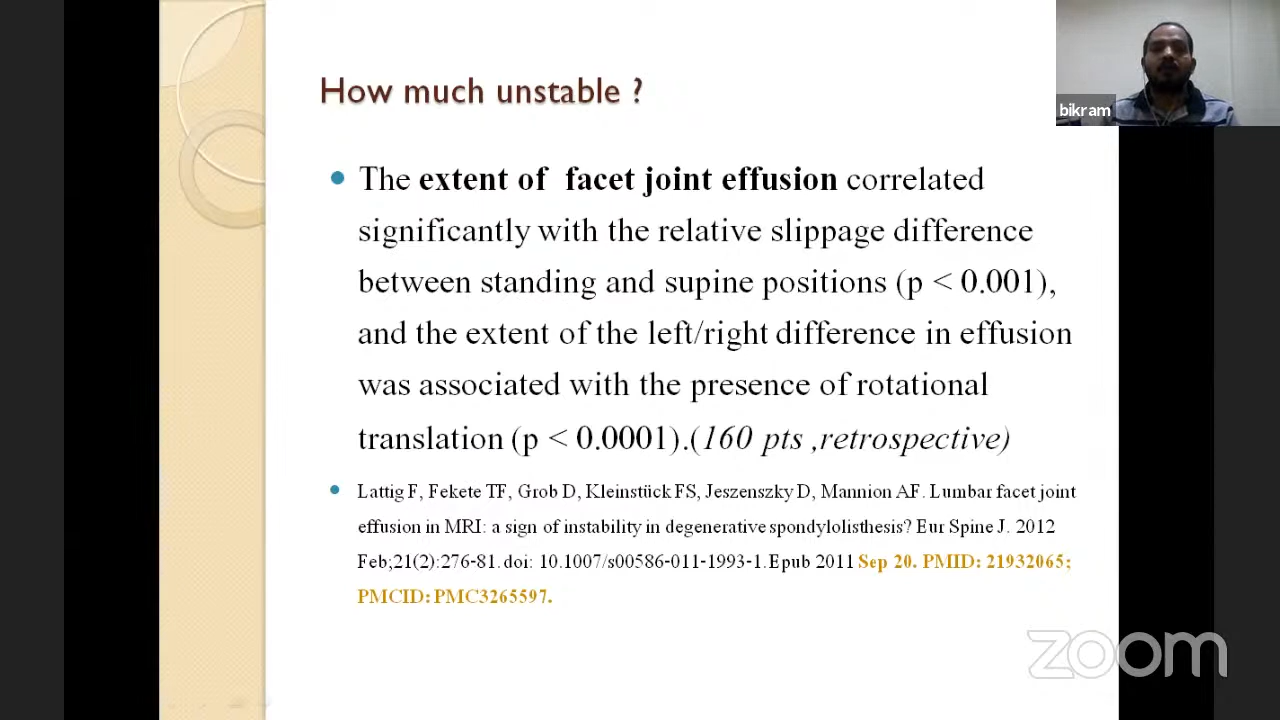 How much unstable ?
bikram
The extent of facet joint effusion correlated
significantly with the relative slippage difference
between standing and supine positions (p < 0.001),
and the extent of the left/right difference in effusion
was associated with the presence of rotational
translation (p < 0.0001).(160 pts ,retrospective)
Lattig F, Fekete TF, Grob D, Kleinstück FS, Jeszenszky D, Mannion AF. Lumbar facet joint
effusion in MRI: a sign of instability in degenerative spondylolisthesis? Eur Spine J. 2012
Feb;21(2):276-81. doi: 10.1007/s00586-011-1993-1. Epub 2011 Sep 20. PMID: 21932065;
PMCID: PMC3265597.
zoom